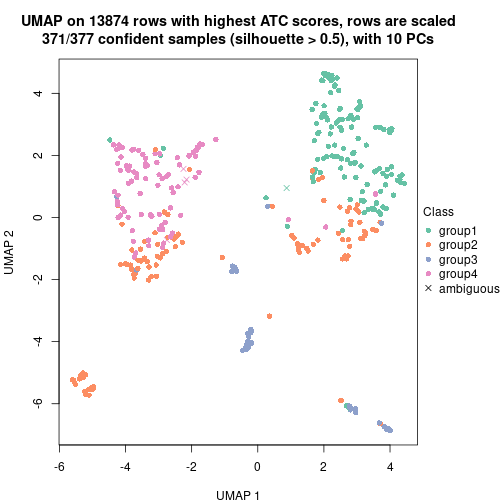 UMAP on 13874 rows with highest ATC scores, rows are scaled
371/377 confident samples (silhouette > 0.5), with 10 PCs
4
2
0
-2
-4
-6
UMAP 2
-6
-4
-2
0
2
4
UMAP 1
Class
group1
group2
group3
group4
ambiguous